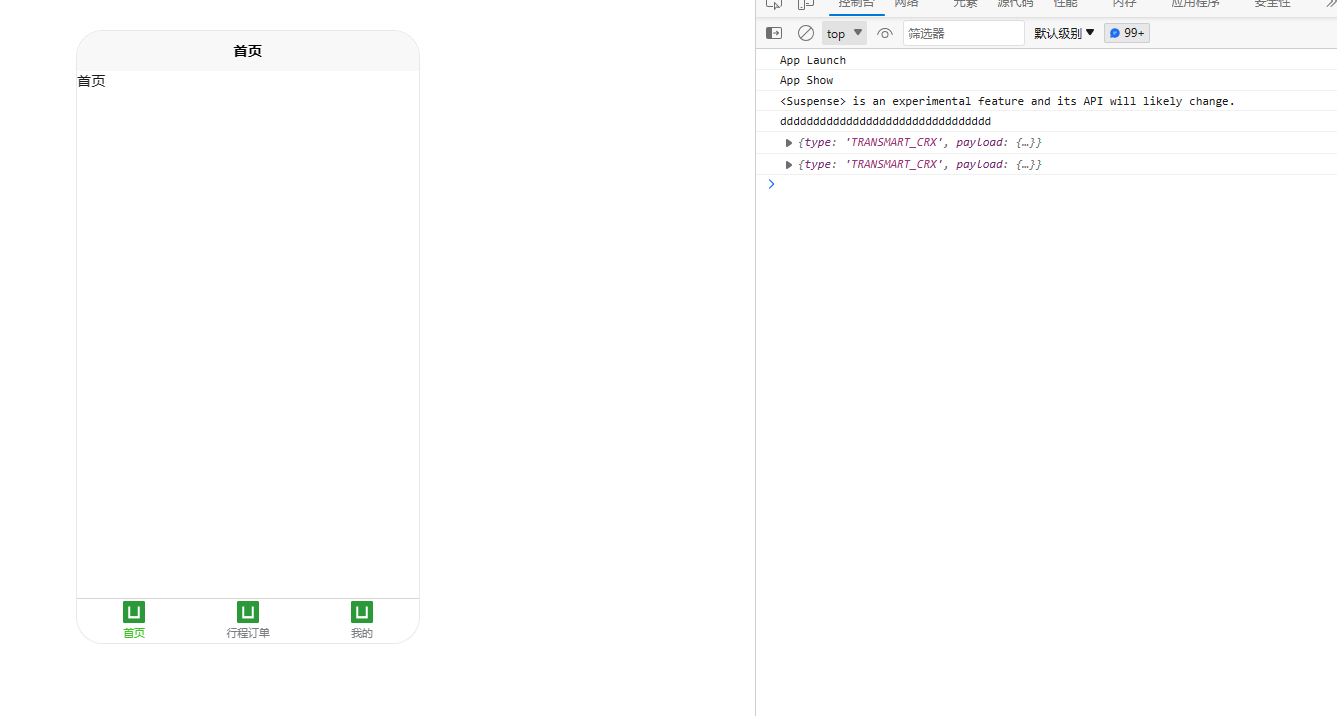 首页
首页
首页
行程订单
我的
控制台 网络 元素 源代码 性能 内存 应用程序 安全性
top 筛选器 默认级别 99+
App Launch
App Show
<Suspense> is an experimental feature and its API will likely change.
dddddddddddddddddddddddddddddddd
{type: 'TRANSMART_CRX', payload: {…}}
{type: 'TRANSMART_CRX', payload: {…}}